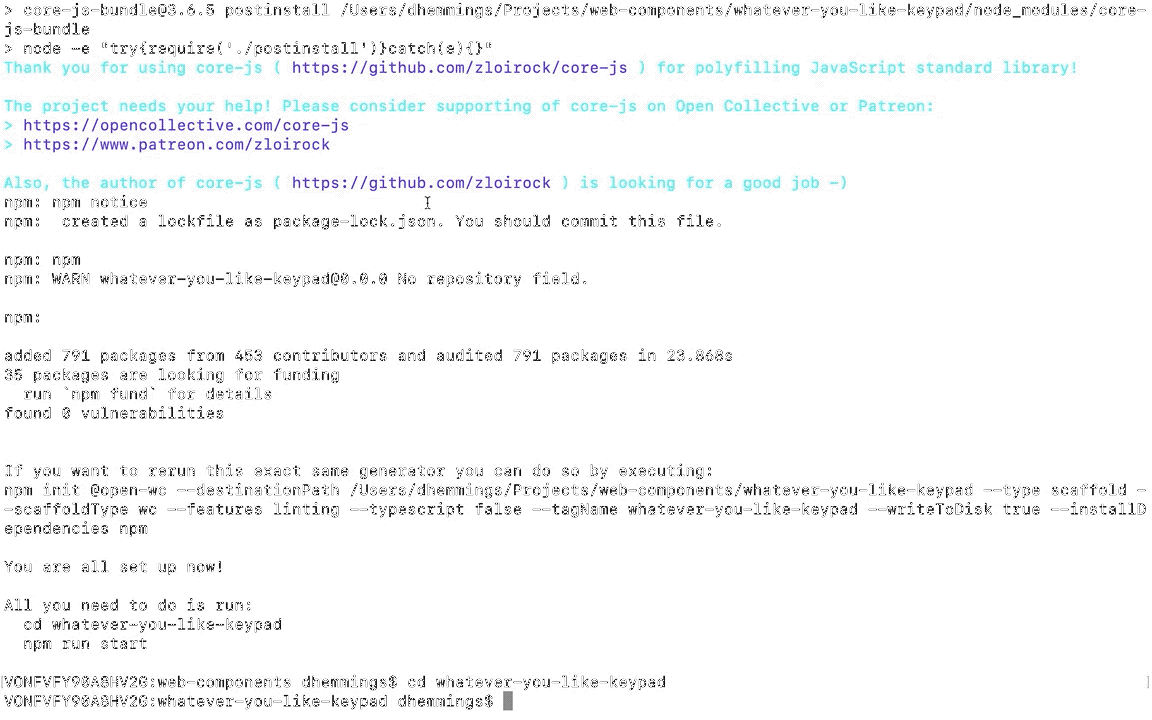 > core-js-bundle@3.6.5 postinstall /Users/dhemmings/Projects/web-components/whatever-you-like-keypad/node_modules/core-
js-bundle
> node -e "try{require('./postinstall')}catch(e){}"
Thank you for using core-js ( https://github.com/zloirock/core-js ) for polyfilling JavaScript standard library!
The project needs your help! Please consider supporting of core-js on Open Collective or Patreon:
> https://opencollective.com/core-js
> https://www.patreon.com/zloirock
Also, the author of core-js ( https://github.com/zloirock ) is looking for a good job -)
npm: npm notice
npm:  created a lockfile as package-lock.json. You should commit this file.
npm: npm
npm: WARN whatever-you-like-keypad@0.0.0 No repository field.
npm:
added 791 packages from 453 contributors and audited 791 packages in 23.868s
35 packages are looking for funding
  run `npm fund` for details
found 0 vulnerabilities
If you want to rerun this exact same generator you can do so by executing:
npm init @open-wc --destinationPath /Users/dhemmings/Projects/web-components/whatever-you-like-keypad --type scaffold -
-scaffoldType wc --features linting --typescript false --tagName whatever-you-like-keypad --writeToDisk true --installD
ependencies npm
You are all set up now!
All you need to do is run:
  cd whatever-you-like-keypad
  npm run start
:web-components dhemmings$ cd whatever-you-like-keypad
:whatever-you-like-keypad dhemmings$